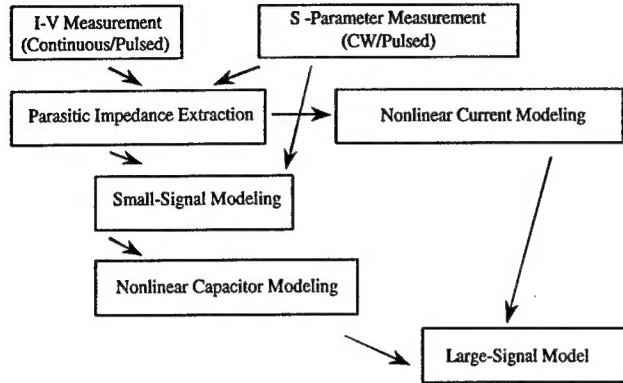 I-V Measurement
(Continuous/Pulsed)
S -Parameter Measurement
(CW/Pulsed)
Parasitic Impedance Extraction
Nonlinear Current Modeling
Small-Signal Modeling
Nonlinear Capacitor Modeling
Large-Signal Model